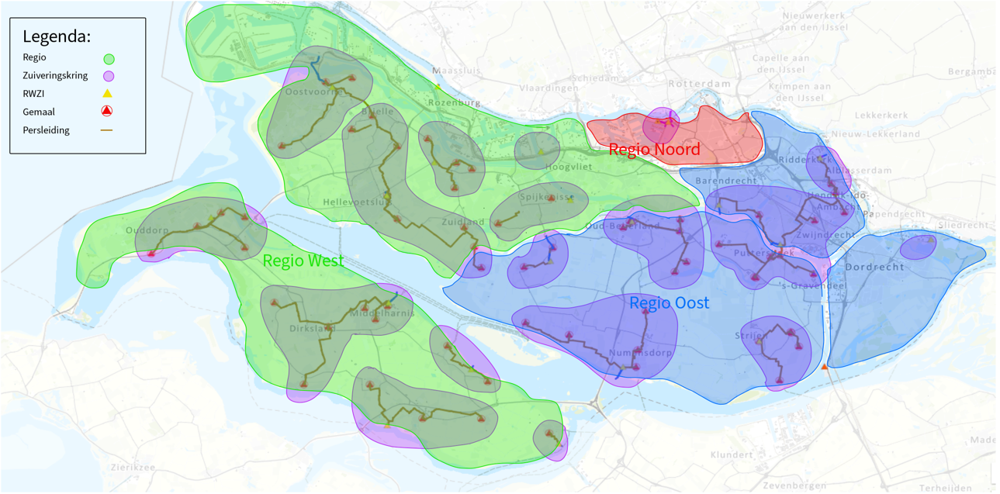 Legenda:
Regio
Zuiveringskring
RWZI
Gemaal
Persleiding
Nieuwerkerk
aan den IJssel
Capelle aan
den IJssel
Krimpen aan
den IJssel
Bergamba
Maassluis
Schiedam
Vlaardingen
Rotterdam
Rozenburg
Oostvoorne
Brielle
Lekkerkerk
Nieuw-Lekkerland
Regio Noord
Hoogvliet
Ridderkerk
Alblasserdam
Barendrecht
Hendrik-Ido-
Ambacht
Papendrecht
Sliedrecht
Hellevoetsluis
Spijkenisse
Zuidland
Oud-Beijerland
Zwijndrecht
Ouddorp
Regio West
Puttershoek
Dordrecht
's-Gravendeel
Regio Oost
Middelharnis
Dirksland
Strijen
Numansdorp
Klundert
Made
Zierikzee
Zevenbergen
Terheijden